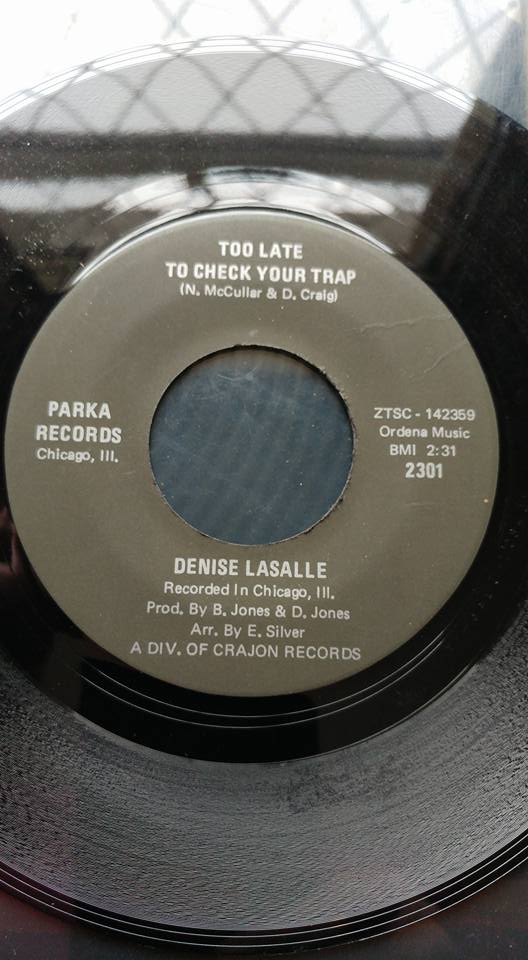 TOO LATE
TO CHECK YOUR TRAP
(N. McCullar & D. Craig)
PARKA
RECORDS
Chicago, Ill.
ZTSC - 142359
Ordena Music
BMI 2:31
2301
DENISE LASALLE
Recorded In Chicago, Ill.
Prod. By B. Jones & D. Jones
Arr. By E. Silver
A DIV. OF CRAJON RECORDS